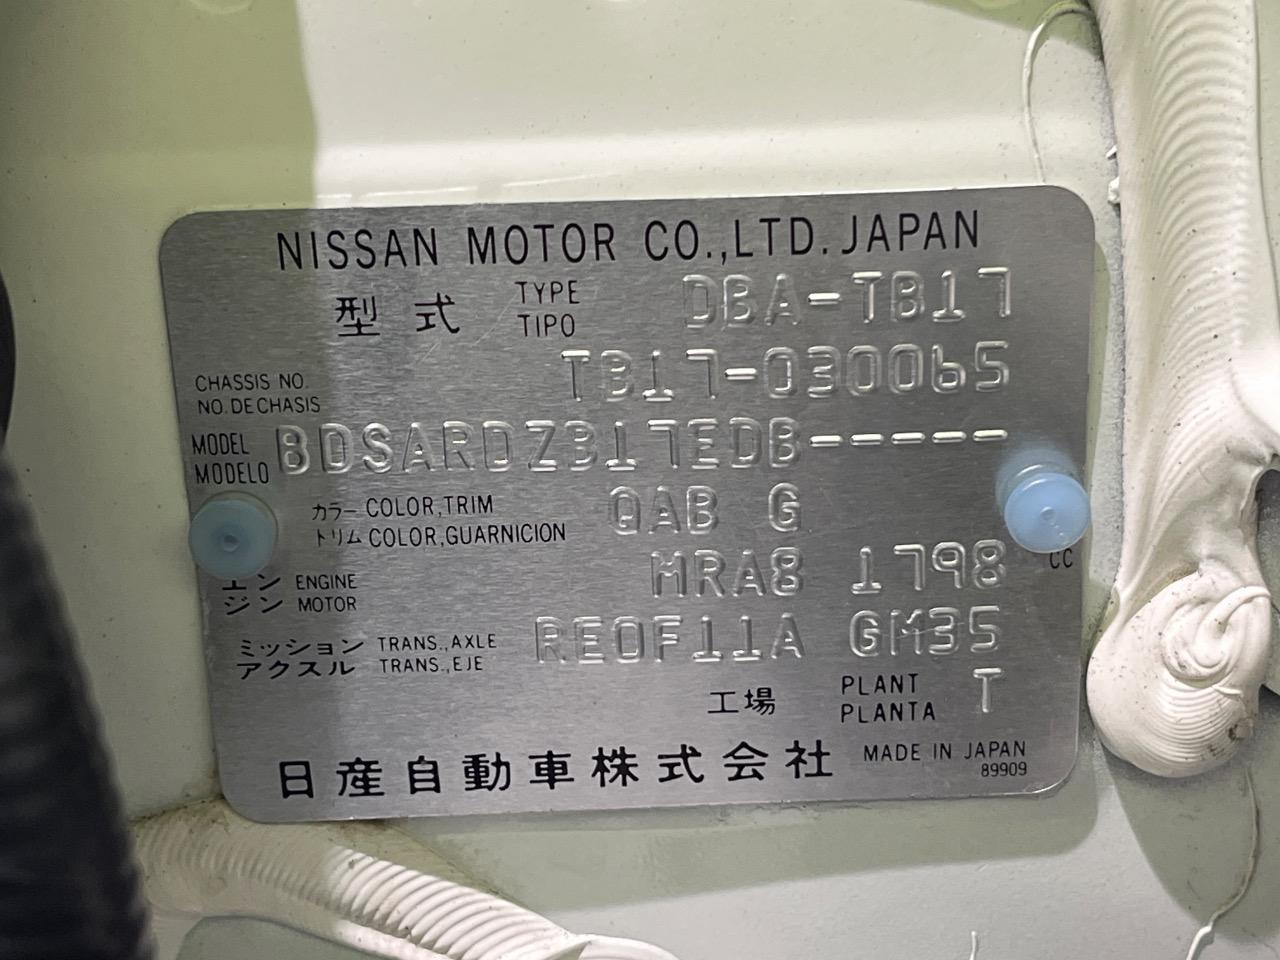 NISSAN MOTOR CO.,LTD. JAPAN
型式 TYPE DBA-TB17
TIPO
CHASSIS NO. TB17-030065
NO. DE CHASIS
MODEL BDSARDZB17EDB-----
MODELO
カラー COLOR,TRIM QAB G
トリム COLOR,GUARNICION
エン ENGINE MRA8 1798 CC
ジン MOTOR
ミッション TRANS.,AXLE RE0F11A GM35
アクスル TRANS.,EJE
工場 PLANT T
PLANTA
日産自動車株式会社 MADE IN JAPAN
89909